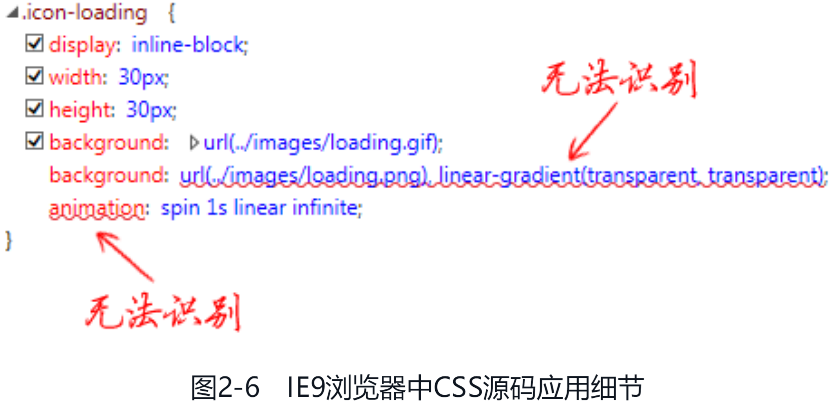 .icon-loading {
display: inline-block;
width: 30px;
无法识别
height: 30px;
background: url(../images/loading.gif);
background: url(../images/loading.png), linear-gradient(transparent, transparent);
animation: spin 1s linear infinite;
}
无法识别
图2-6 IE9浏览器中CSS源码应用细节